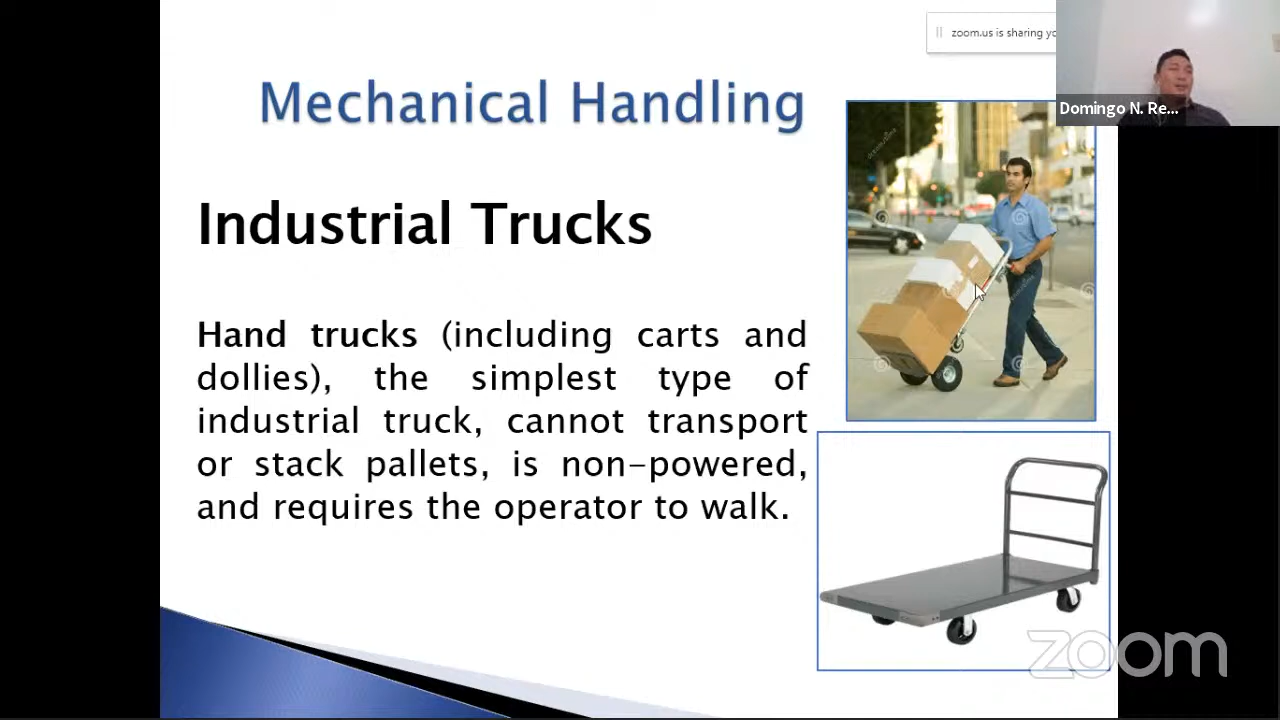 zoom.us is sharing yo
Domingo N. Re...
Mechanical Handling
Industrial Trucks
Hand trucks (including carts and
dollies), the simplest type of
industrial truck, cannot transport
or stack pallets, is non-powered,
and requires the operator to walk.
zoom